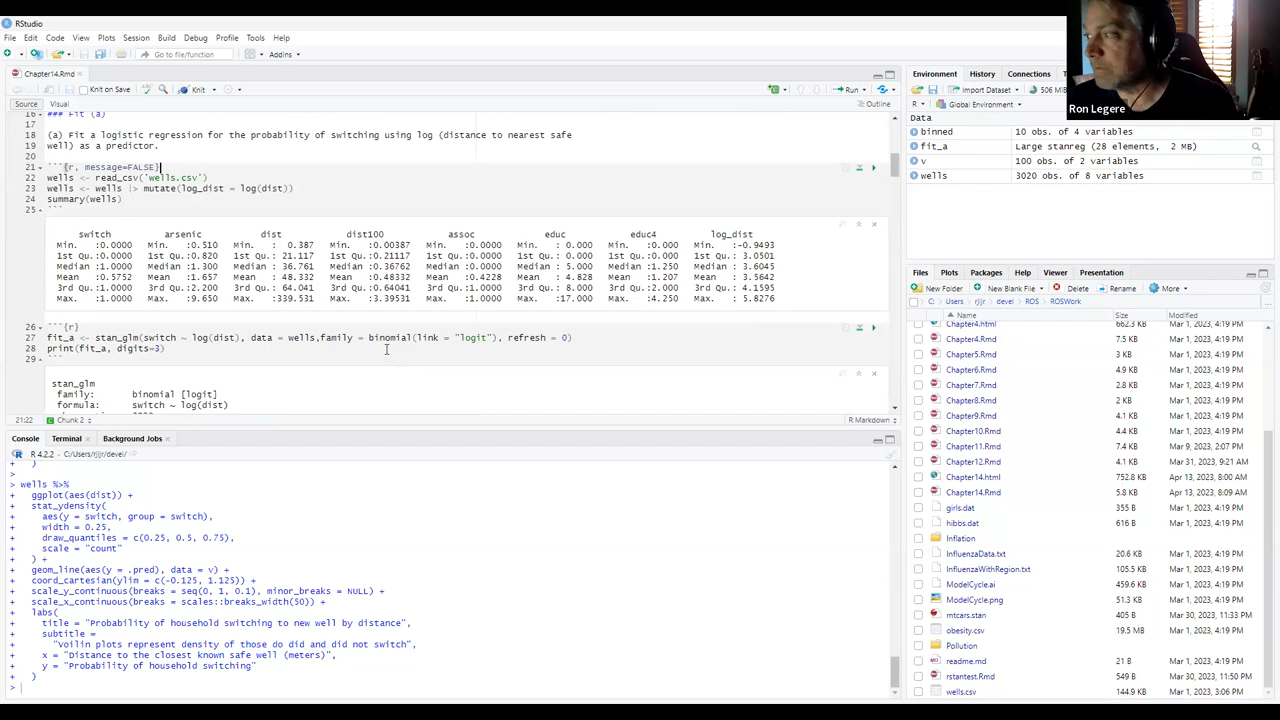 RStudio
File Edit Code View Plots Session Build Debug Profile Tools Help
Go to file/function
Addins
Chapter14.Rmd
Knit on Save
Knit
Run
Source Visual
Outline
16 ### Fit (a)
17
18 (a) Fit a logistic regression for the probability of switching using log (distance to nearest safe
19 well) as a predictor.
20
21 ```{r, message=FALSE}
22 wells <- read_csv('wells.csv')
23 wells <- wells |> mutate(log_dist = log(dist))
24 summary(wells)
25 ```
switch arsenic dist dist100 assoc educ educ4 log_dist
Min. :0.0000 Min. :0.510 Min. : 0.387 Min. :0.00387 Min. :0.0000 Min. : 0.000 Min. :0.000 Min. :-0.9493
1st Qu.:0.0000 1st Qu.:0.820 1st Qu.: 21.117 1st Qu.:0.21117 1st Qu.:0.0000 1st Qu.: 0.000 1st Qu.:0.000 1st Qu.: 3.0501
Median :1.0000 Median :1.300 Median : 36.761 Median :0.36762 Median :0.0000 Median : 5.000 Median :1.250 Median : 3.6045
Mean :0.5752 Mean :1.657 Mean : 48.332 Mean :0.48332 Mean :0.4228 Mean : 4.828 Mean :1.207 Mean : 3.5642
3rd Qu.:1.0000 3rd Qu.:2.200 3rd Qu.: 64.041 3rd Qu.:0.64041 3rd Qu.:1.0000 3rd Qu.: 8.000 3rd Qu.:2.000 3rd Qu.: 4.1595
Max. :1.0000 Max. :9.650 Max. :339.531 Max. :3.39531 Max. :1.0000 Max. :17.000 Max. :4.250 Max. : 5.8276
26 ```{r}
27 fit_a <- stan_glm(switch ~ log(dist), data = wells,family = binomial(link = "logit"), refresh = 0)
28 print(fit_a, digits=3)
29 ```
stan_glm
family: binomial [logit]
formula: switch ~ log(dist)
21:22 Chunk 2 R Markdown
Console Terminal Background Jobs
R 4.2.2 . C:/Users/rjljr/devel/
+ )
>
> wells %>%
+ ggplot(aes(dist)) +
+ stat_ydensity(
+ aes(y = switch, group = switch),
+ width = 0.25,
+ draw_quantiles = c(0.25, 0.5, 0.75),
+ scale = "count"
+ ) +
+ geom_line(aes(y = .pred), data = v) +
+ coord_cartesian(ylim = c(-0.125, 1.125)) +
+ scale_y_continuous(breaks = seq(0, 1, 0.1), minor_breaks = NULL) +
+ scale_x_continuous(breaks = scales::breaks_width(50)) +
+ labs(
+ title = "Probability of household switching to new well by distance",
+ subtitle =
+ "voilin plots represent density of those do did and did not switch",
+ x = "Distance to the closest known safe well (meters)",
+ y = "Probability of household switching"
+ )
>
Ron Legere
Environment History Connections
Import Dataset 506 MiB
R Global Environment
Data
binned 10 obs. of 4 variables
fit_a Large stanreg (28 elements, 2 MB)
v 100 obs. of 2 variables
wells 3020 obs. of 8 variables
Files Plots Packages Help Viewer Presentation
New Folder New Blank File Delete Rename More
C: Users rjljr devel ROS ROSWork
Name Size Modified
Chapter4.html 662.3 KB Mar 1, 2023, 4:19 PM
Chapter4.Rmd 7.5 KB Mar 1, 2023, 4:19 PM
Chapter6.Rmd 4.9 KB Mar 1, 2023, 4:19 PM
Chapter7.Rmd 2.8 KB Mar 1, 2023, 4:19 PM
Chapter8.Rmd 2 KB Mar 1, 2023, 4:19 PM
Chapter9.Rmd 4.1 KB Mar 1, 2023, 4:19 PM
Chapter10.Rmd 4.4 KB Mar 1, 2023, 4:19 PM
Chapter11.Rmd 7.4 KB Mar 9, 2023, 2:07 PM
Chapter12.Rmd 4.1 KB Mar 31, 2023, 9:21 AM
Chapter14.html 752.8 KB Apr 13, 2023, 8:00 AM
Chapter14.Rmd 5.8 KB Apr 13, 2023, 8:09 AM
girls.dat 355 B Mar 1, 2023, 4:19 PM
hibbs.dat 616 B Mar 1, 2023, 4:19 PM
Inflation
InfluenzaData.txt 20.6 KB Mar 1, 2023, 4:19 PM
InfluenzaWithRegion.txt 105.5 KB Mar 1, 2023, 4:19 PM
ModelCycle.ai 459.6 KB Mar 1, 2023, 4:19 PM
ModelCycle.png 51.3 KB Mar 1, 2023, 4:19 PM
mtcars.stan 405 B Mar 30, 2023, 11:33 PM
obesity.csv 19.5 MB Mar 1, 2023, 4:19 PM
Pollution
readme.md 21 B Mar 1, 2023, 4:19 PM
rstantest.Rmd 549 B Mar 30, 2023, 11:50 PM
wells.csv 144.9 KB Mar 1, 2023, 3:06 PM